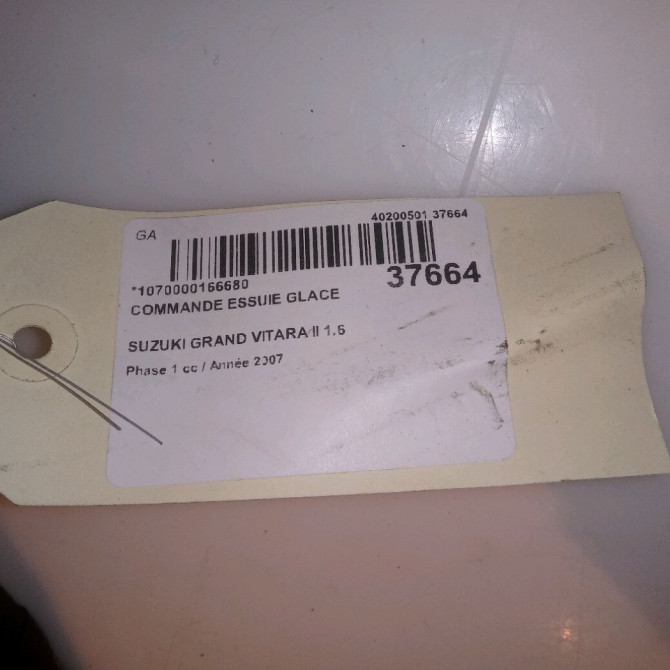 GA
40200501 37664
*1070000166680
37664
COMMANDE ESSUIE GLACE
SUZUKI GRAND VITARA II 1.6
Phase 1 cc / Année 2007